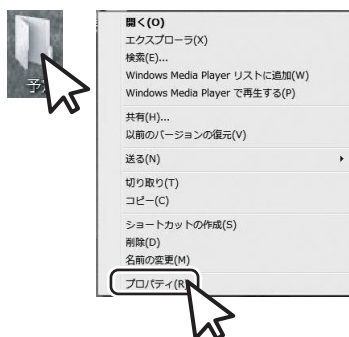 予
開く(O)
エクスプローラ(X)
検索(E)...
Windows Media Player リストに追加(W)
Windows Media Player で再生する(P)
共有(H)...
以前のバージョンの復元(V)
送る(N)
切り取り(T)
コピー(C)
ショートカットの作成(S)
削除(D)
名前の変更(M)
プロパティ(R